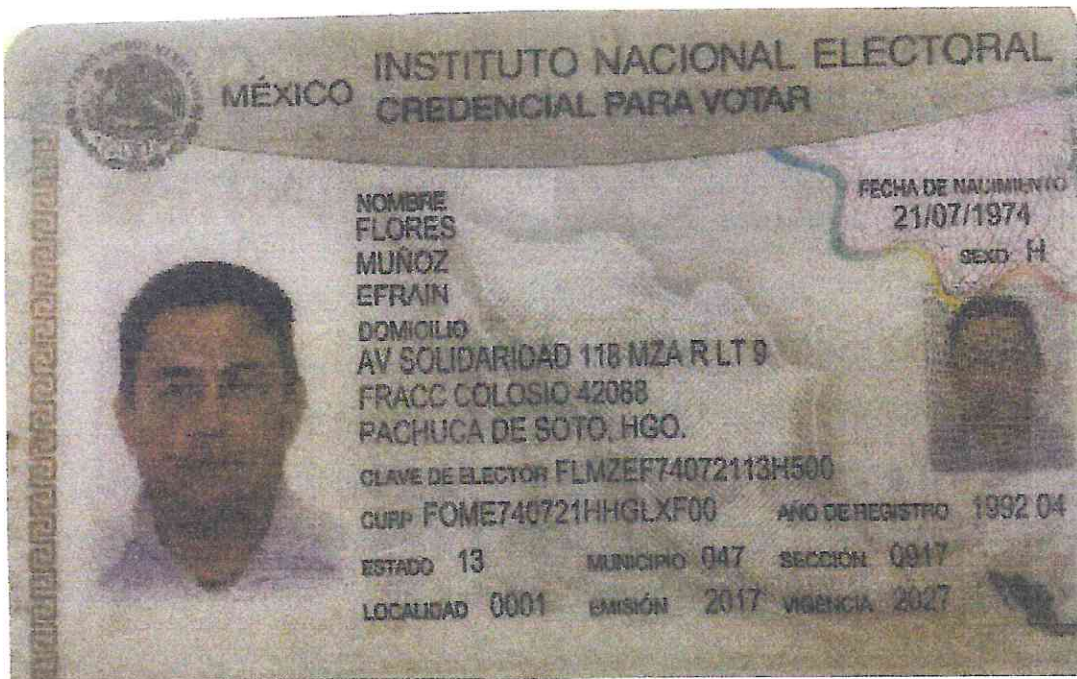 MÉXICO
INSTITUTO NACIONAL ELECTORAL
CREDENCIAL PARA VOTAR
NOMBRE
FLORES
MUÑOZ
EFRAIN
FECHA DE NACIMIENTO
21/07/1974
SEXO H
DOMICILIO
AV SOLIDARIDAD 118 MZA R LT 9
FRACC COLOSIO 42088
PACHUCA DE SOTO, HGO.
CLAVE DE ELECTOR FLMZEF74072113H500
CURP FOME740721HHGLXF00 AÑO DE REGISTRO 1992 04
ESTADO 13 MUNICIPIO 047 SECCIÓN 0917
LOCALIDAD 0001 EMISIÓN 2017 VIGENCIA 2027